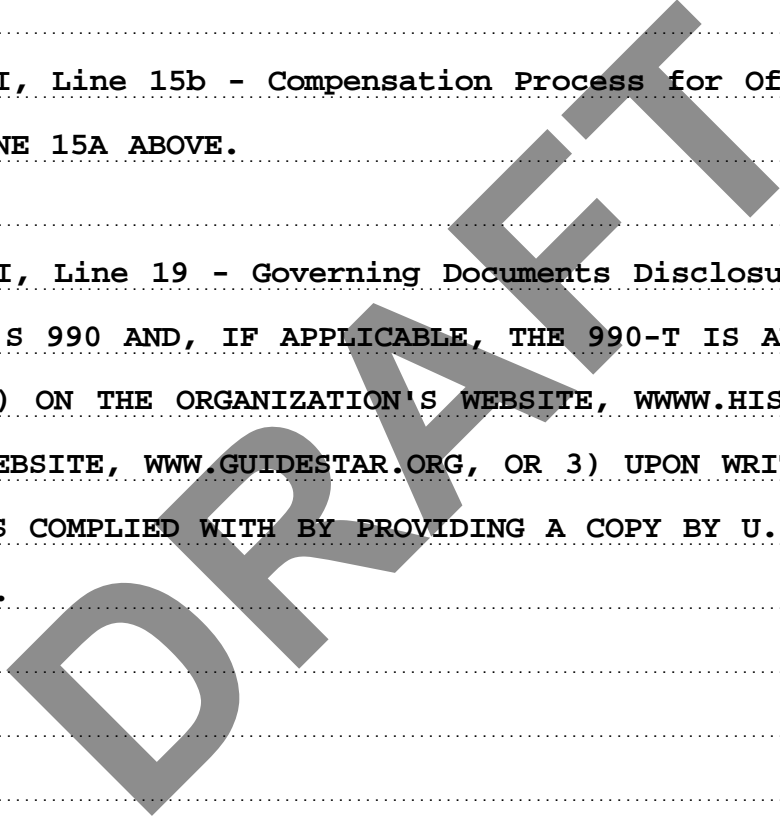 I, Line 15b - Compensation Process for Of
NE 15A ABOVE.
I, Line 19 - Governing Documents Disclosu
S 990 AND, IF APPLICABLE, THE 990-T IS A
) ON THE ORGANIZATION'S WEBSITE, WWWW.HIS
EBSITE, WWW.GUIDESTAR.ORG, OR 3) UPON WRI
S COMPLIED WITH BY PROVIDING A COPY BY U.
.
DRAFT